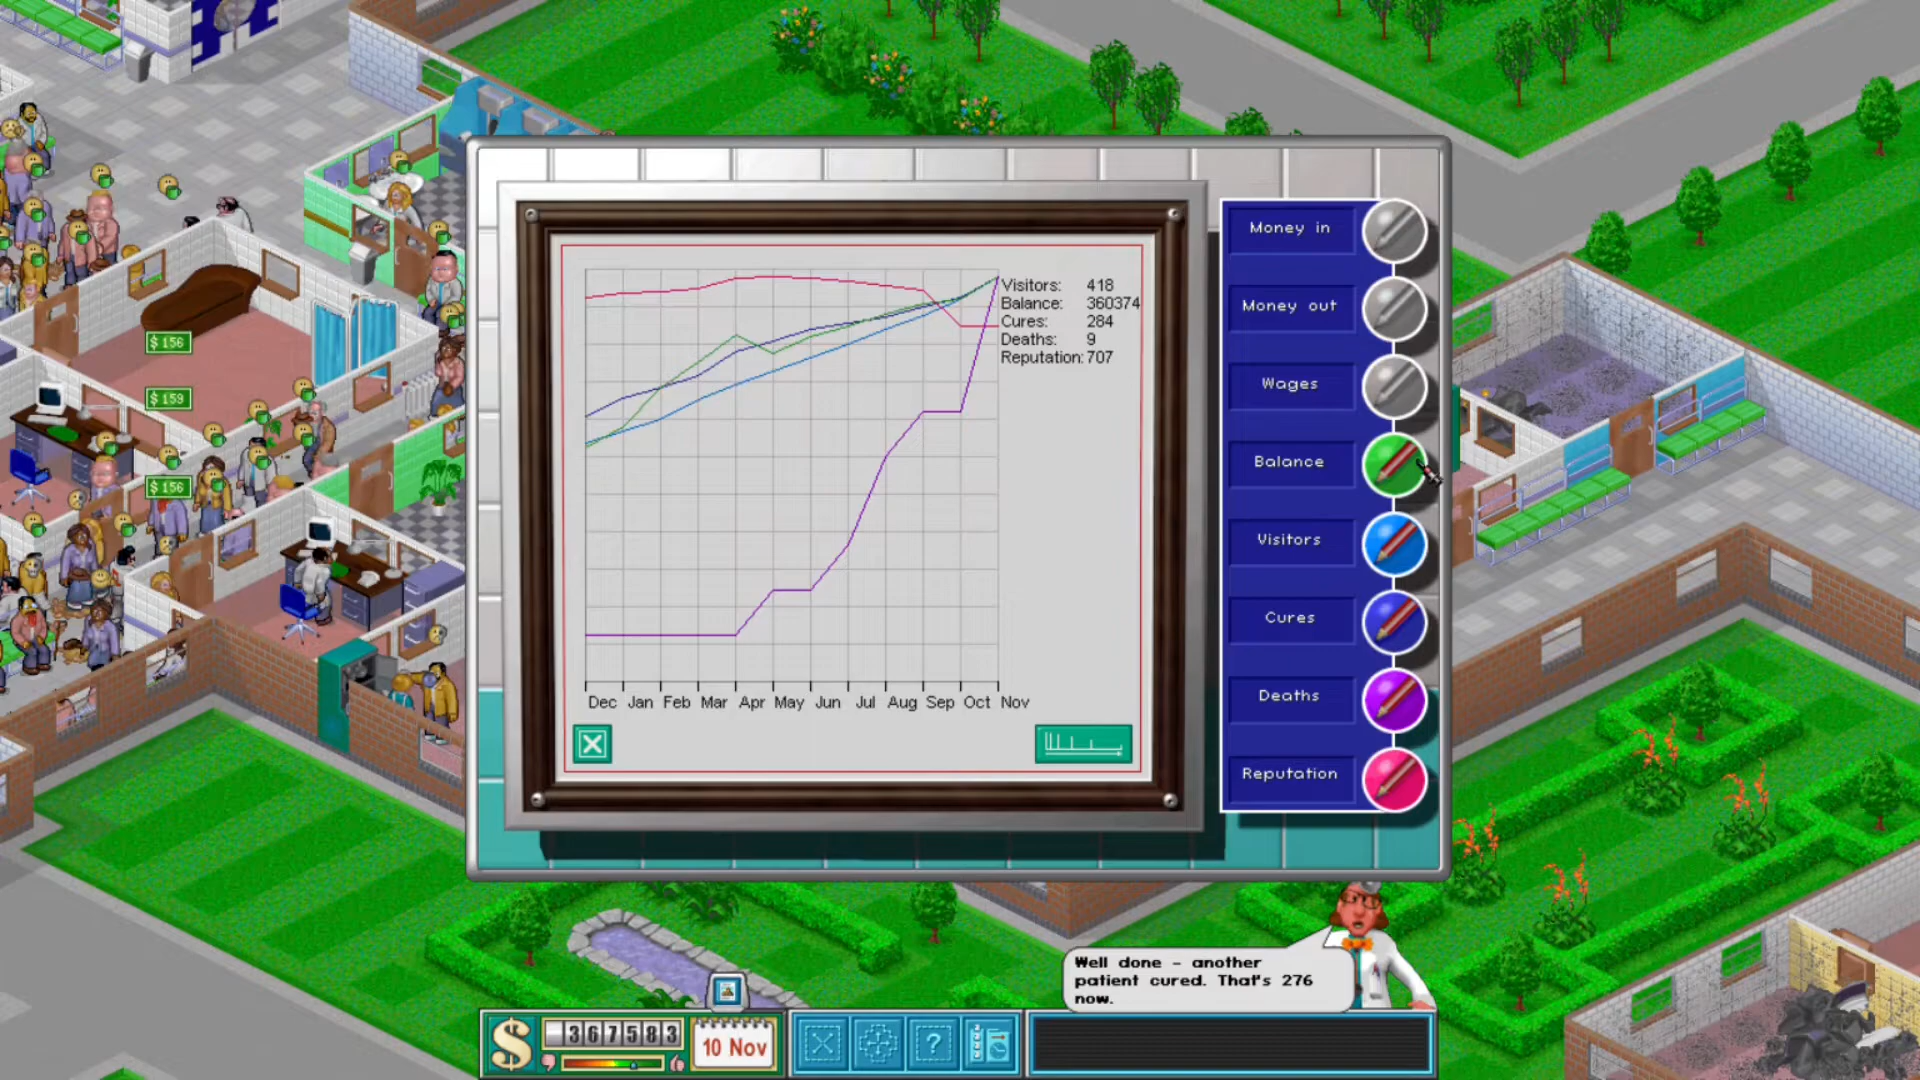 Visitors: 418
Balance: 360374
Cures: 284
Deaths: 9
Reputation: 707
Dec Jan Feb Mar Apr May Jun Jul Aug Sep Oct Nov
Money in
Money out
Wages
Balance
Visitors
Cures
Deaths
Reputation
$ 156
$ 159
$ 156
Well done - another
patient cured. That's 276
now.
$ 367583
10 Nov
?